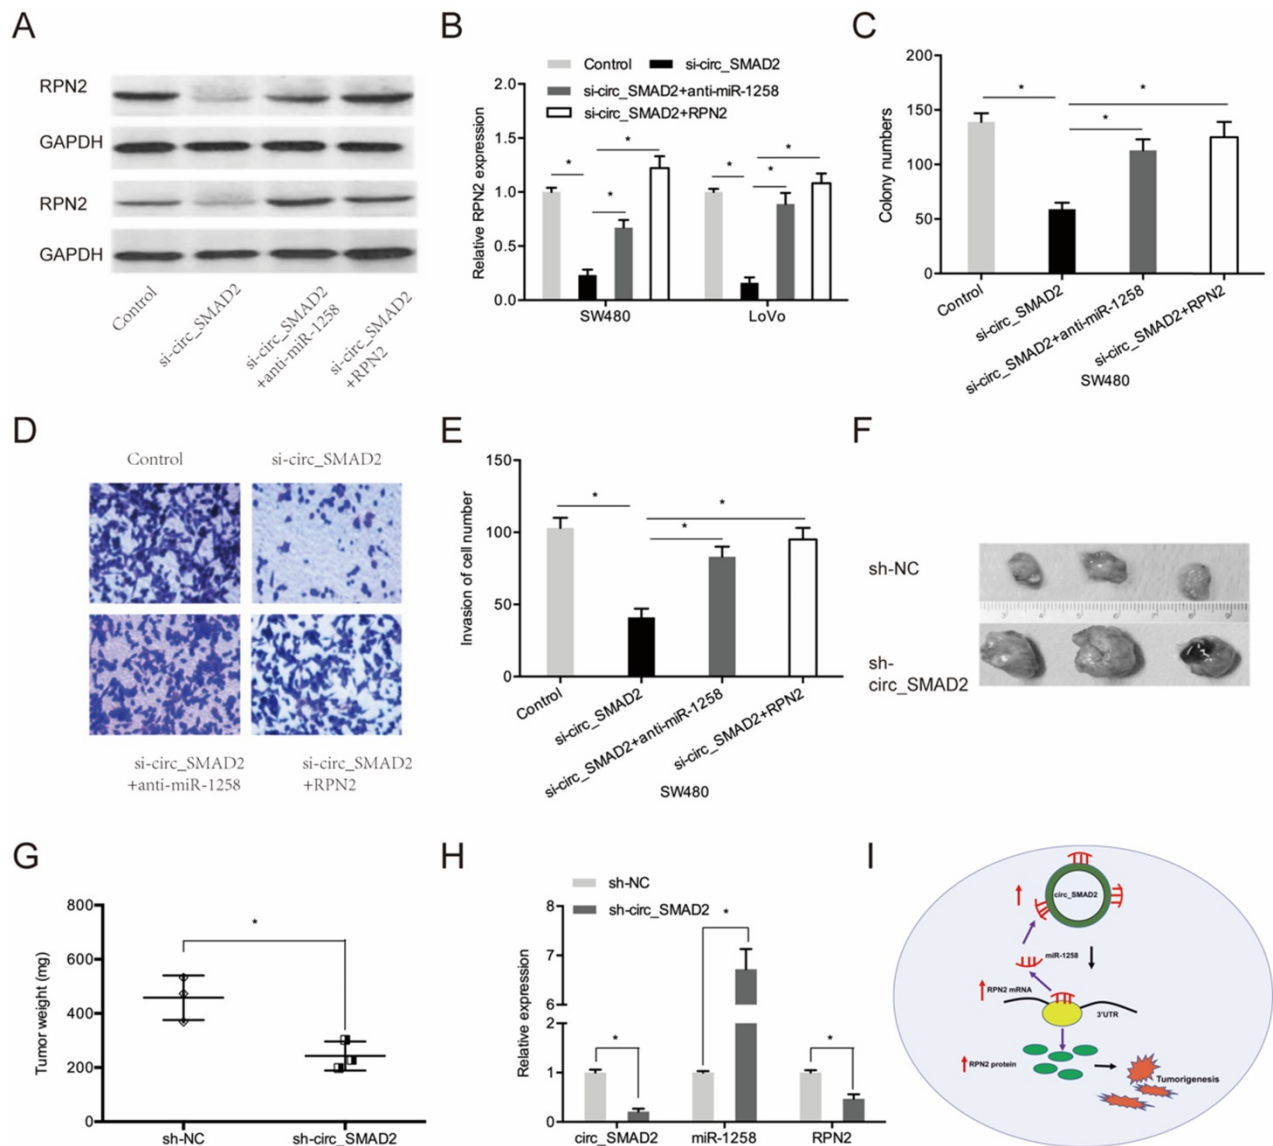 A
RPN2
GAPDH
RPN2
GAPDH
Control
si-circ_SMAD2
si-circ_SMAD2
+anti-miR-1258
si-circ_SMAD2
+RPN2
B
Control
si-circ_SMAD2
si-circ_SMAD2+anti-miR-1258
si-circ_SMAD2+RPN2
Relative RPN2 expression
2.0
1.5
1.0
0.5
0.0
* * * * * *
SW480
LoVo
C
Colony numbers
200
150
100
50
0
* * *
Control
si-circ_SMAD2
si-circ_SMAD2+anti-miR-1258
si-circ_SMAD2+RPN2
SW480
D
Control
si-circ_SMAD2
si-circ_SMAD2
+anti-miR-1258
si-circ_SMAD2
+RPN2
E
Invasion of cell number
150
100
50
0
* * *
Control
si-circ_SMAD2
si-circ_SMAD2+anti-miR-1258
si-circ_SMAD2+RPN2
SW480
F
sh-NC
3 4 5 6 7 8 9
sh-
circ_SMAD2
G
Tumor weight (mg)
800
600
400
200
0
*
sh-NC
sh-circ_SMAD2
H
sh-NC
sh-circ_SMAD2
Relative expression
8
7
6
2
1
0
* * *
circ_SMAD2
miR-1258
RPN2
I
circ_SMAD2
miR-1258
RPN2 mRNA
3'UTR
RPN2 protein
Tumorigenesis